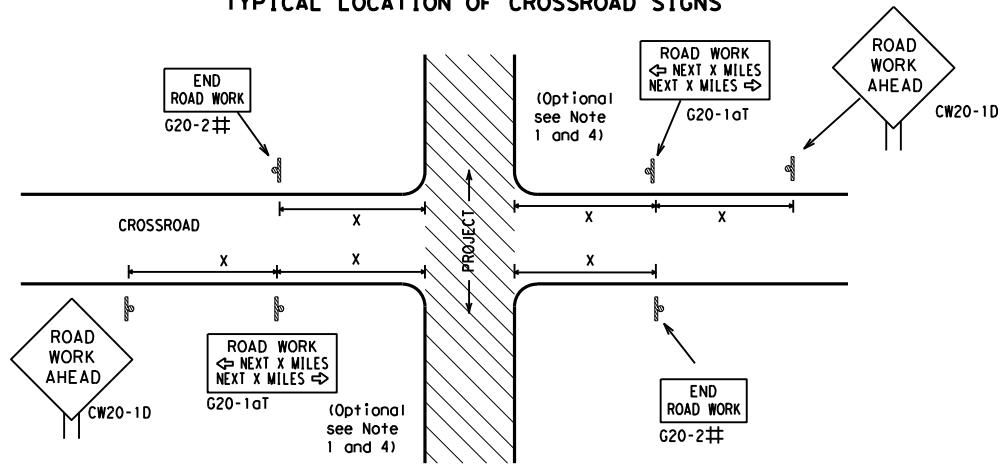 TYPICAL LOCATION OF CROSSROAD SIGNS
END
ROAD WORK
G20-2#
(Optional
see Note
1 and 4)
ROAD WORK
⇦ NEXT X MILES
NEXT X MILES ⇨
G20-1aT
ROAD
WORK
AHEAD
CW20-1D
X
X
X
CROSSROAD
PROJECT
X
X
X
ROAD
WORK
AHEAD
CW20-1D
ROAD WORK
⇦ NEXT X MILES
NEXT X MILES ⇨
G20-1aT
(Optional
see Note
1 and 4)
END
ROAD WORK
G20-2#